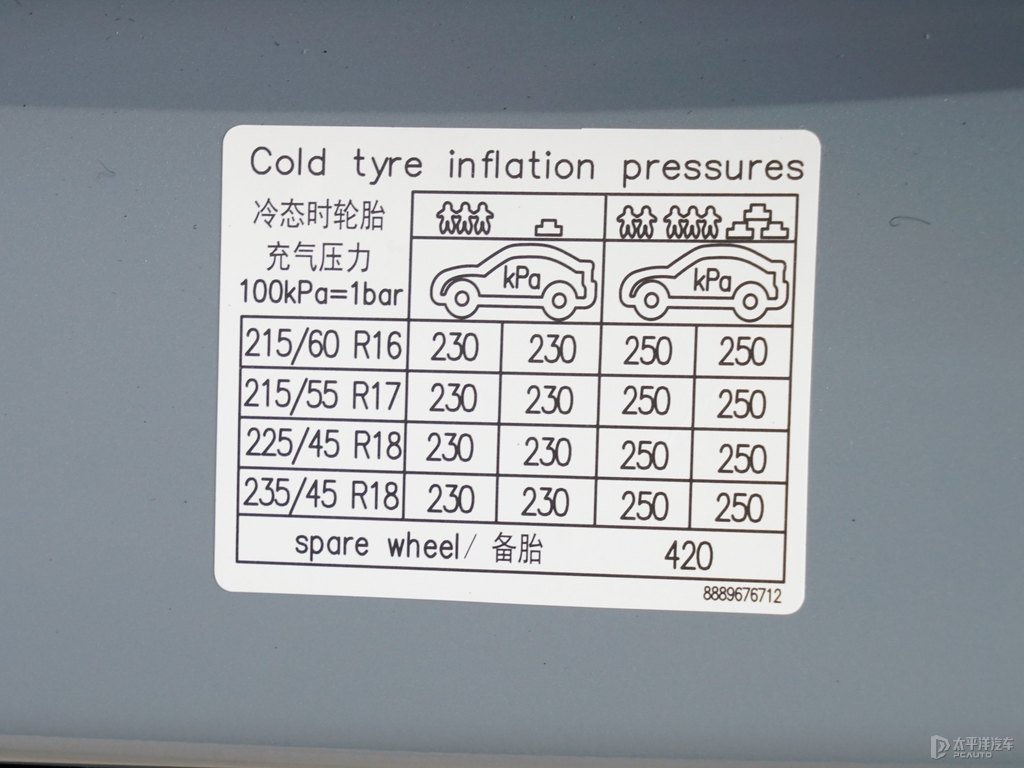 Cold tyre inflation pressures
冷态时轮胎
充气压力
100kPa=1bar
kPa kPa
215/60 R16 230 230 250 250
215/55 R17 230 230 250 250
225/45 R18 230 230 250 250
235/45 R18 230 230 250 250
spare wheel/ 备胎 420
8889676712
太平洋汽车
PCAUTO